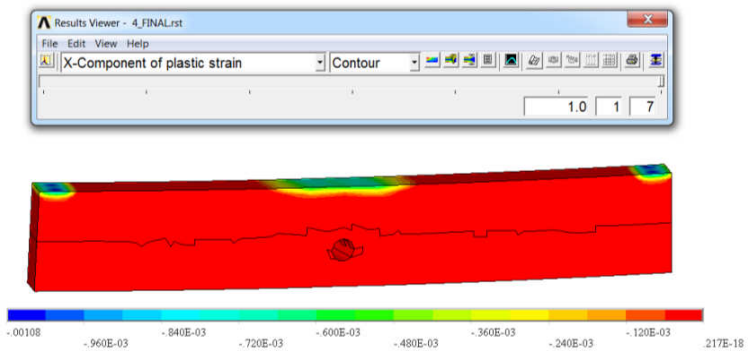 Results Viewer - 4_FINAL.rst
File Edit View Help
X-Component of plastic strain Contour
1.0 1 7
-.00108 -.840E-03 -.600E-03 -.360E-03 -.120E-03
-.960E-03 -.720E-03 -.480E-03 -.240E-03 .217E-18